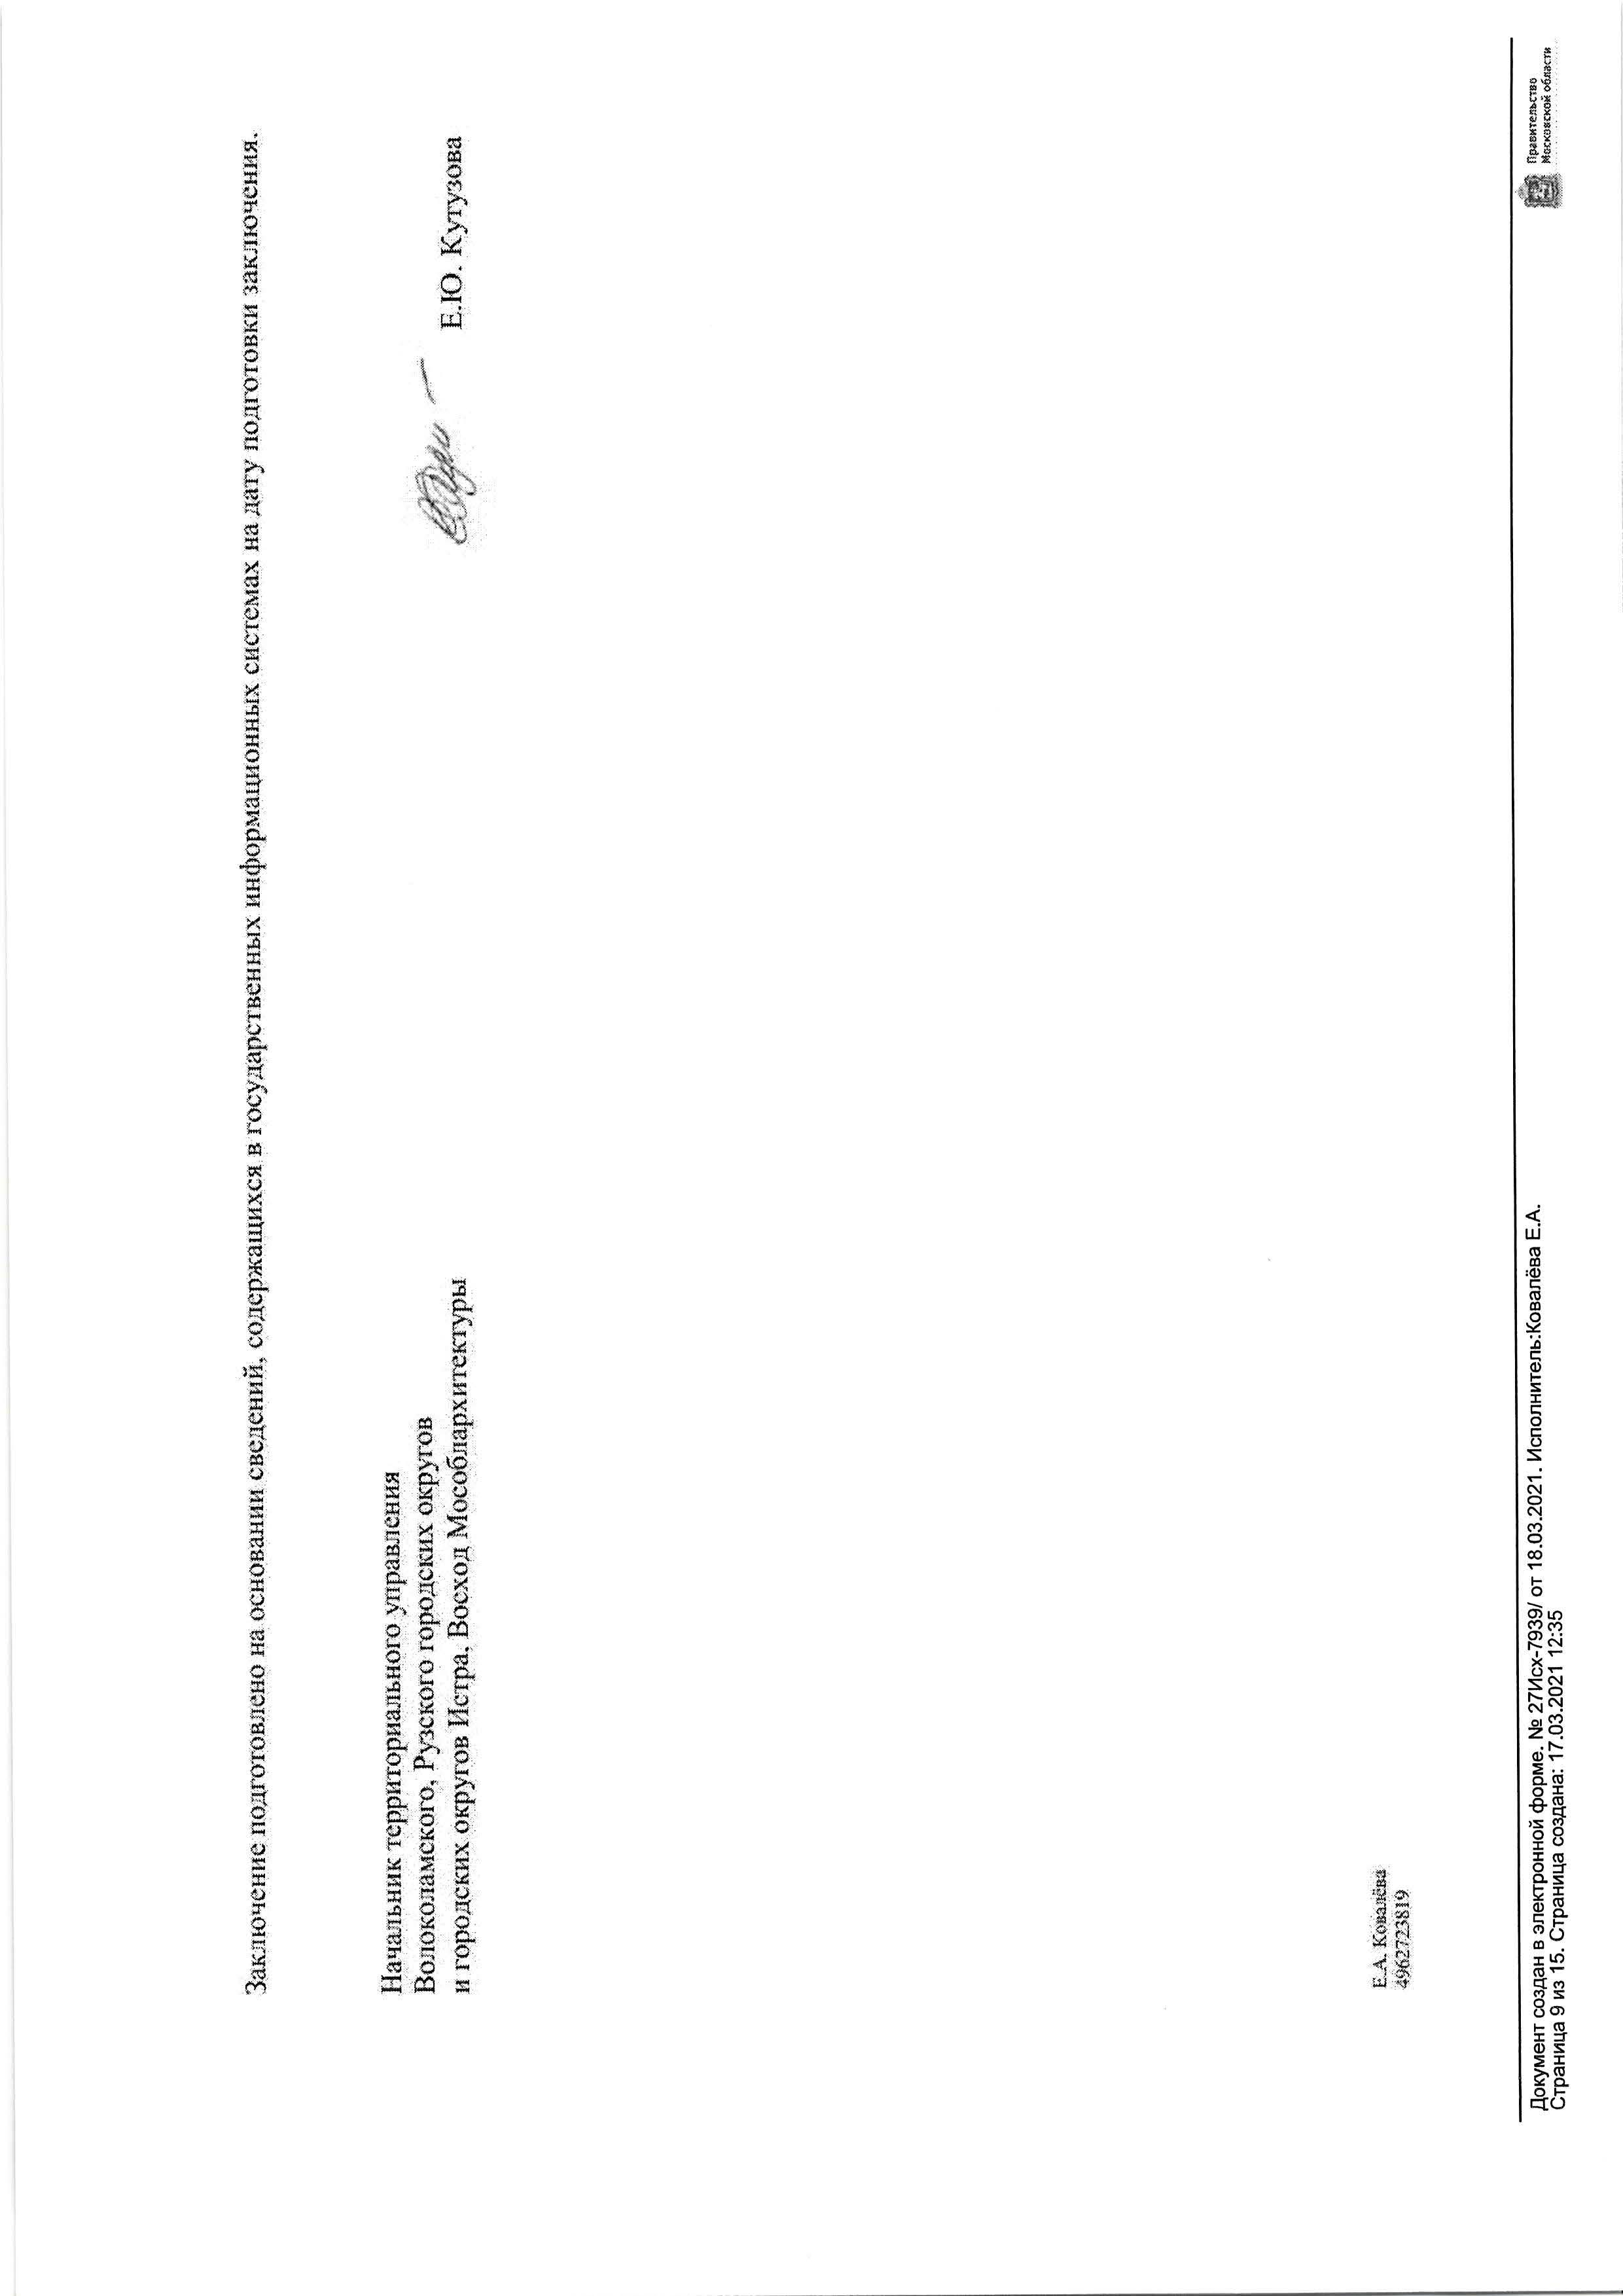 Заключение подготовлено на основании сведений, содержащихся в государственных информационных системах на дату подготовки заключения.
Начальник территориального управления
Волоколамского, Рузского городских округов
и городских округов Истра, Восход Мособлархитектуры
Е.Ю. Кутузова
Е.А. Ковалёва
4962723819
Документ создан в электронной форме. № 27Исх-7939/ от 18.03.2021. Исполнитель:Ковалёва Е.А.
Страница 9 из 15. Страница создана: 17.03.2021 12:35
Правительство
Московской области